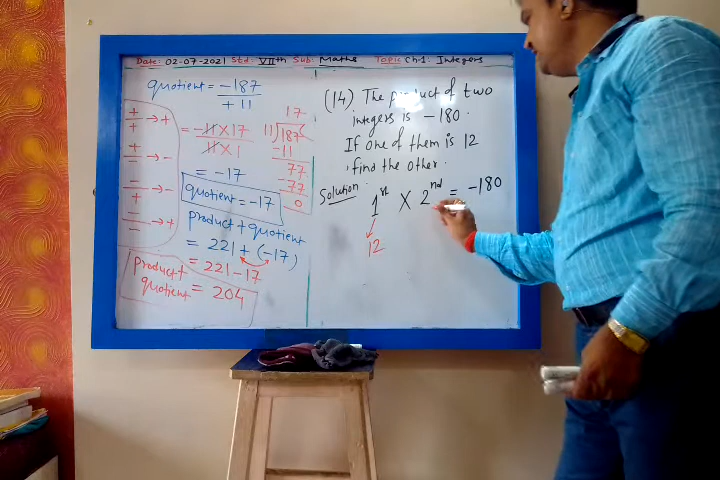 Date: 02-07-2021 Std: VIIth Sub: Maths Topic Ch-1: Integers
quotient = -187
+11
= -11 X 17
11 X 1
= -17
quotient = -17
17
11 187
-11
77
-77
0
+
+ → +
+
- → -
-
+ → -
-
- → +
product + quotient
= 221 + (-17)
= 221 - 17
product +
quotient = 204
(14) The product of two
integers is -180.
If one of them is 12
find the other.
Solution
1st X 2nd = -180
12